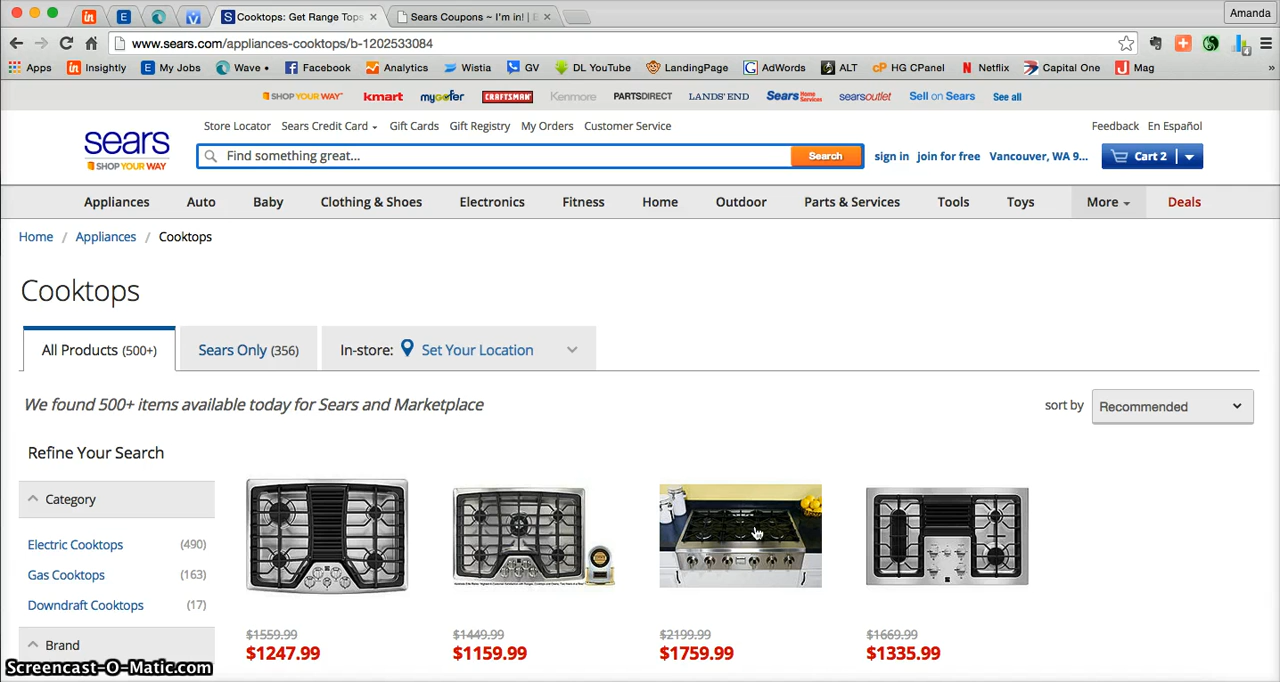 Cooktops: Get Range Tops
Sears Coupons ~ I'm in! | E
Amanda
www.sears.com/appliances-cooktops/b-1202533084
Apps Insightly My Jobs Wave • Facebook Analytics Wistia GV DL YouTube LandingPage AdWords ALT HG CPanel Netflix Capital One Mag »
SHOP YOUR WAY kmart mygofer CRAFTSMAN Kenmore PARTSDIRECT LANDS' END Sears Home Services searsoutlet Sell on Sears See all
Store Locator Sears Credit Card Gift Cards Gift Registry My Orders Customer Service Feedback En Español
sears
SHOP YOUR WAY
Find something great... Search sign in join for free Vancouver, WA 9... Cart 2
Appliances Auto Baby Clothing & Shoes Electronics Fitness Home Outdoor Parts & Services Tools Toys More Deals
Home / Appliances / Cooktops
Cooktops
All Products (500+) Sears Only (356) In-store: Set Your Location
We found 500+ items available today for Sears and Marketplace
sort by Recommended
Refine Your Search
Category
Electric Cooktops (490)
Gas Cooktops (163)
Downdraft Cooktops (17)
Brand
$1559.99 $1449.99 $2199.99 $1669.99
$1247.99 $1159.99 $1759.99 $1335.99
Screencast-O-Matic.com